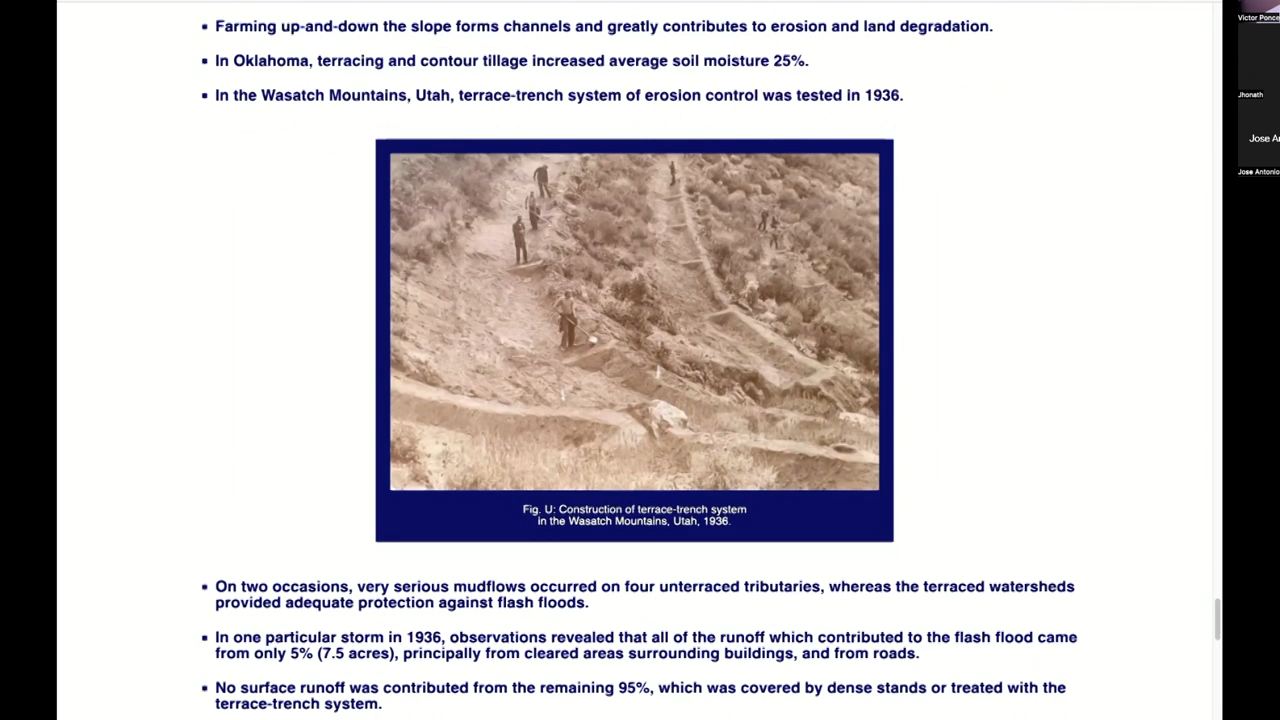 Farming up-and-down the slope forms channels and greatly contributes to erosion and land degradation.
In Oklahoma, terracing and contour tillage increased average soil moisture 25%.
In the Wasatch Mountains, Utah, terrace-trench system of erosion control was tested in 1936.
Fig. U: Construction of terrace-trench system
in the Wasatch Mountains, Utah, 1936.
On two occasions, very serious mudflows occurred on four unterraced tributaries, whereas the terraced watersheds
provided adequate protection against flash floods.
In one particular storm in 1936, observations revealed that all of the runoff which contributed to the flash flood came
from only 5% (7.5 acres), principally from cleared areas surrounding buildings, and from roads.
No surface runoff was contributed from the remaining 95%, which was covered by dense stands or treated with the
terrace-trench system.
Victor Ponce
Jhonath
Jose A
Jose Antonio